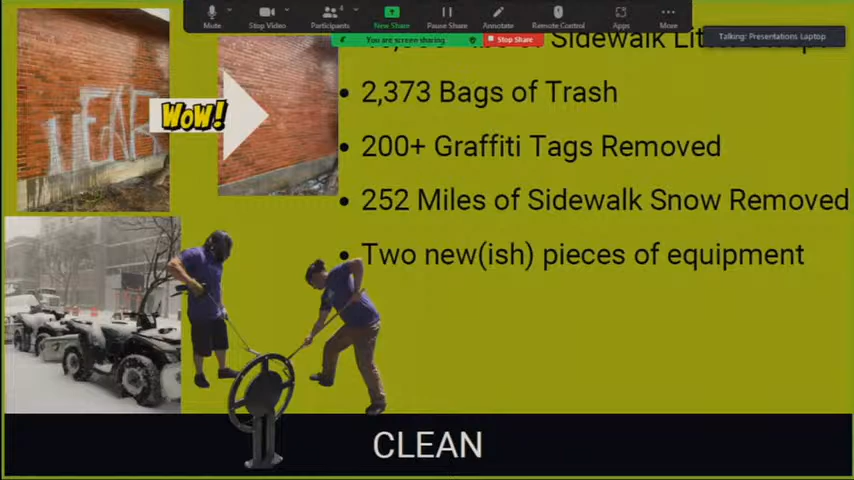 Mute
Stop Video
Participants
4
New Share
Pause Share
Annotate
Remote Control
Apps
More
You are screen sharing
Stop Share
Talking: Presentations Laptop
Sidewalk
2,373 Bags of Trash
WOW!
200+ Graffiti Tags Removed
252 Miles of Sidewalk Snow Removed
Two new(ish) pieces of equipment
CLEAN